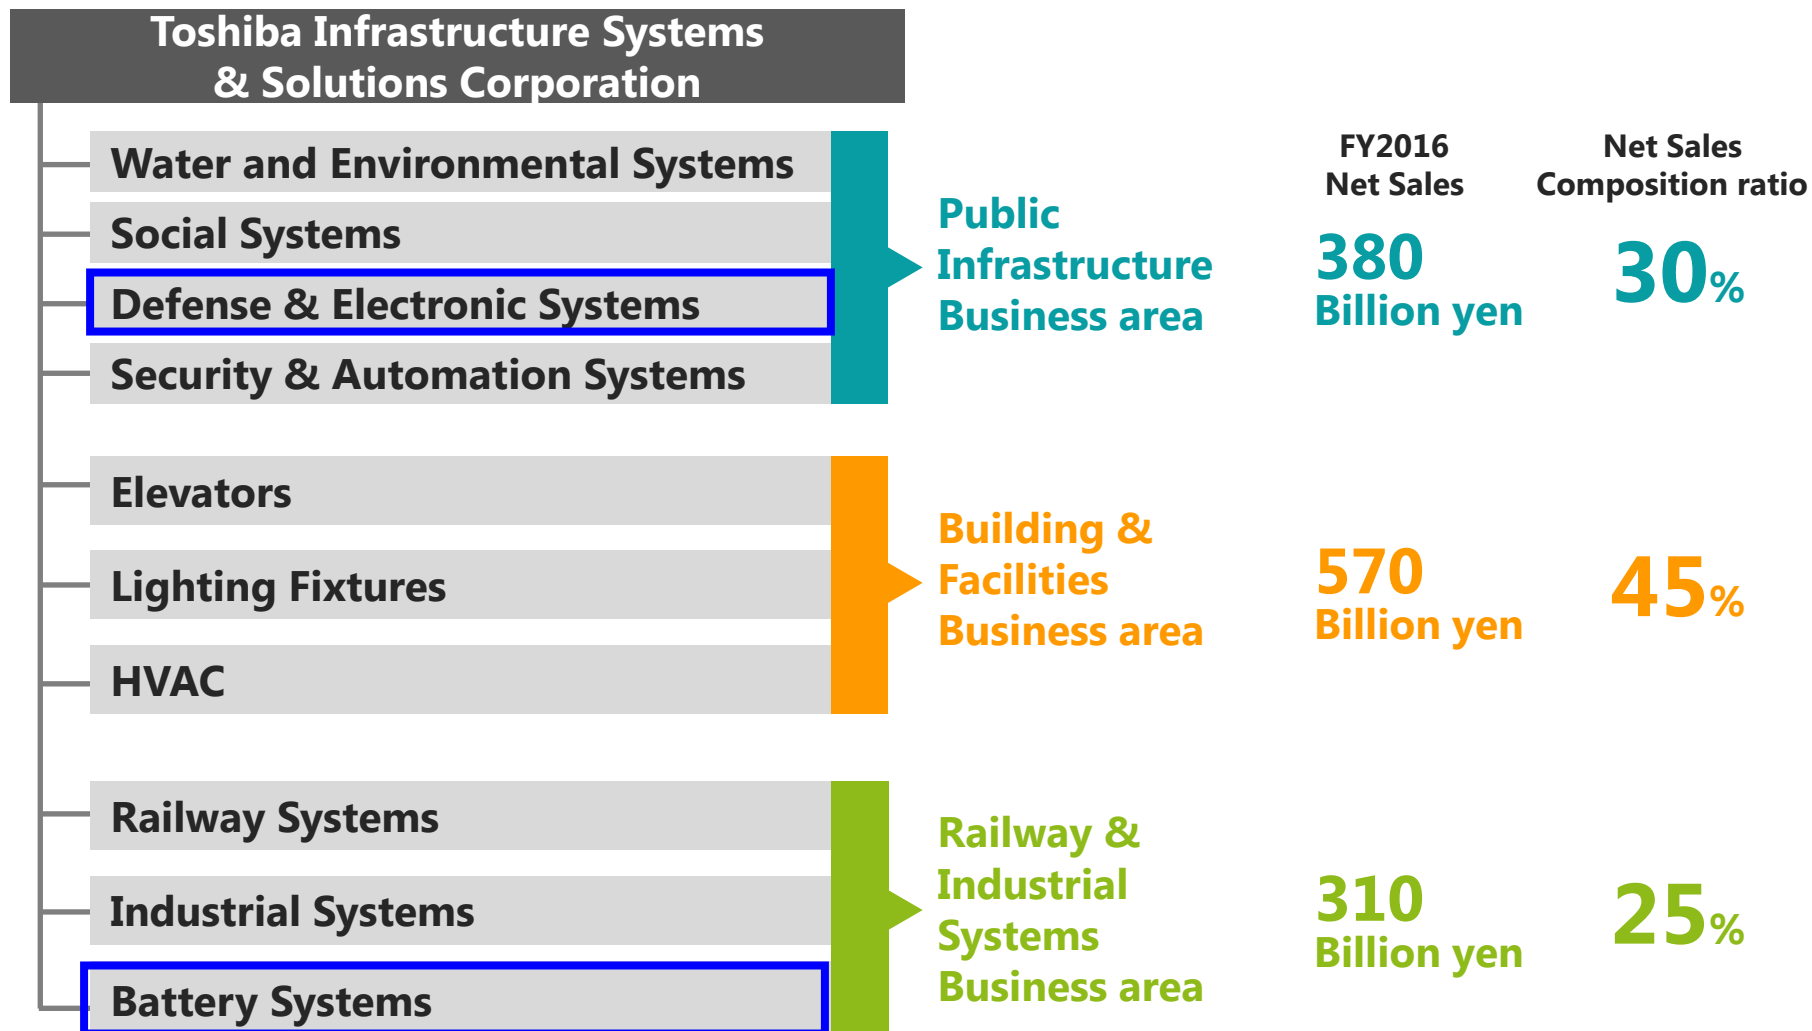 Toshiba Infrastructure Systems
& Solutions Corporation
Water and Environmental Systems
Social Systems
Defense & Electronic Systems
Security & Automation Systems
FY2016
Net Sales
Net Sales
Composition ratio
Public
Infrastructure
Business area
380
Billion yen
30%
Elevators
Lighting Fixtures
HVAC
Building &
Facilities
Business area
570
Billion yen
45%
Railway Systems
Industrial Systems
Battery Systems
Railway &
Industrial
Systems
Business area
310
Billion yen
25%